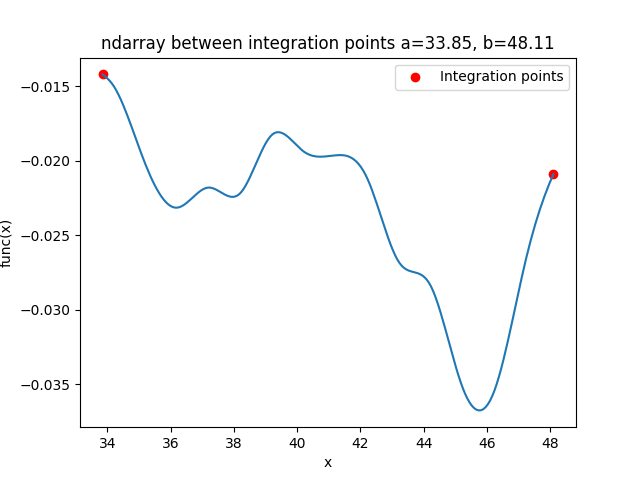 ndarray between integration points a=33.85, b=48.11
Integration points
−0.015
−0.020
−0.025
−0.030
−0.035
func(x)
34 36 38 40 42 44 46 48
x